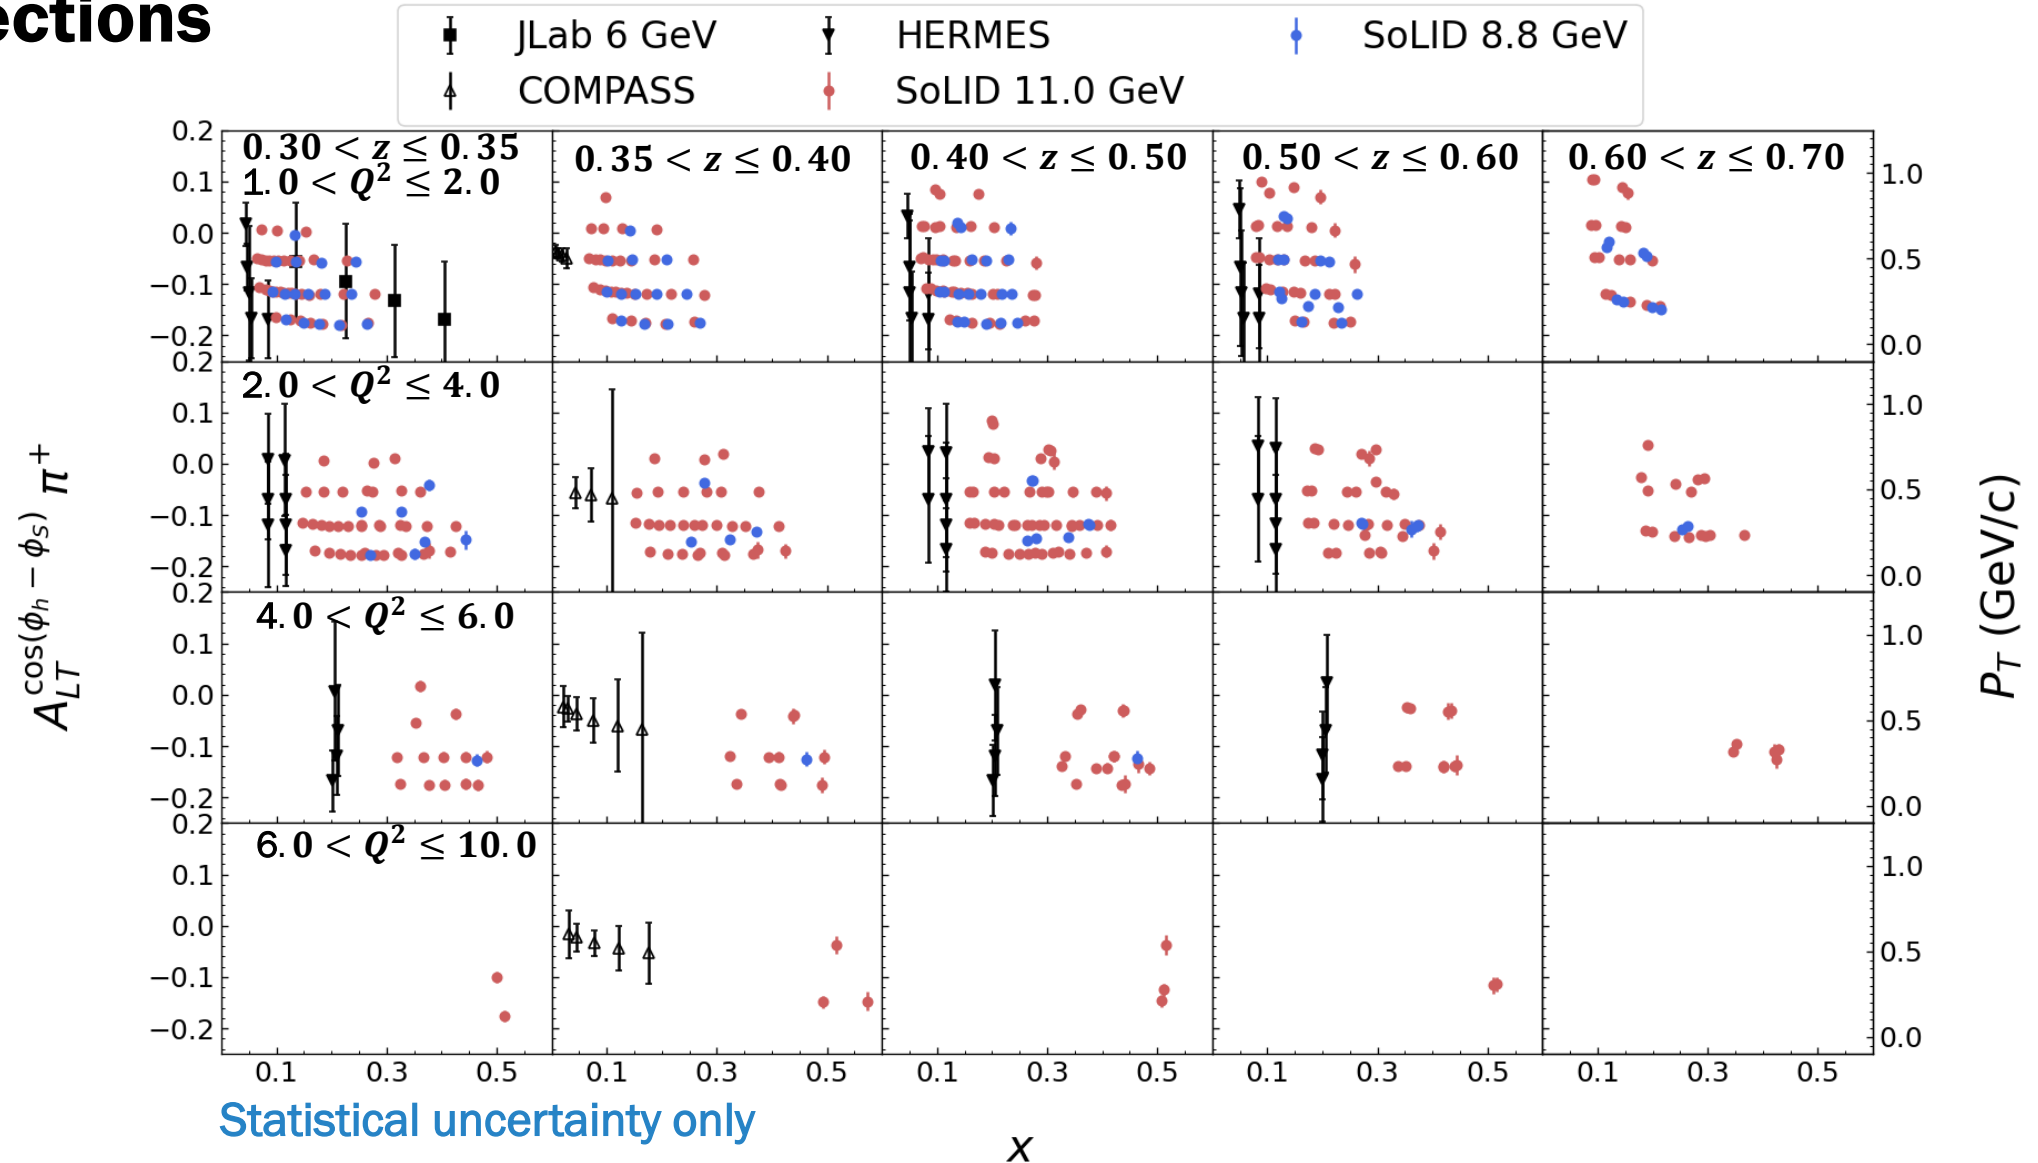 ections
JLab 6 GeV HERMES SoLID 8.8 GeV
COMPASS SoLID 11.0 GeV
0.30 < z ≤ 0.35
1.0 < Q² ≤ 2.0
0.35 < z ≤ 0.40
0.40 < z ≤ 0.50
0.50 < z ≤ 0.60
0.60 < z ≤ 0.70
0.2
0.1
0.0
−0.1
−0.2
1.0
0.5
0.0
2.0 < Q² ≤ 4.0
0.2
0.1
0.0
−0.1
−0.2
1.0
0.5
0.0
4.0 < Q² ≤ 6.0
0.2
0.1
0.0
−0.1
−0.2
1.0
0.5
0.0
6.0 < Q² ≤ 10.0
0.2
0.1
0.0
−0.1
−0.2
1.0
0.5
0.0
A_LT^cos(ϕ_h − ϕ_S) π⁺
P_T (GeV/c)
0.1 0.3 0.5 0.1 0.3 0.5 0.1 0.3 0.5 0.1 0.3 0.5 0.1 0.3 0.5
Statistical uncertainty only
x